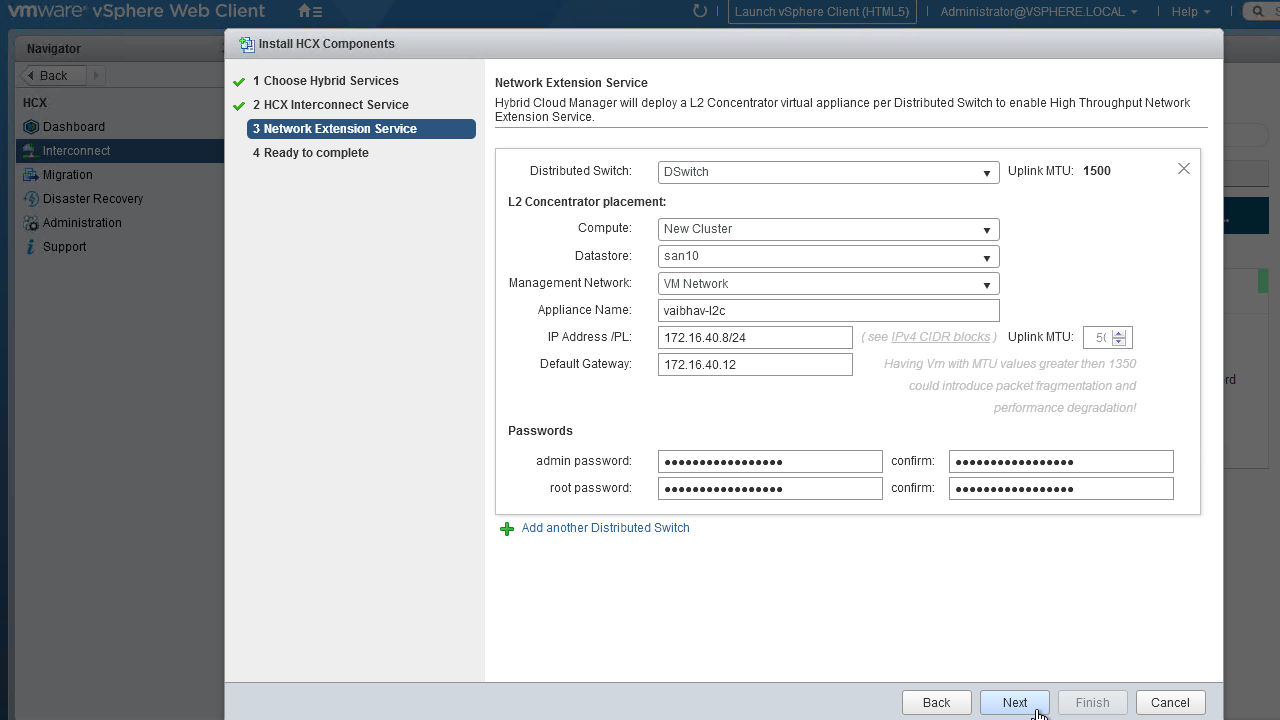 vmware® vSphere Web Client
Launch vSphere Client (HTML5)
Administrator@VSPHERE.LOCAL
Help
Navigator
Back
HCX
Dashboard
Interconnect
Migration
Disaster Recovery
Administration
Support
Install HCX Components
1 Choose Hybrid Services
2 HCX Interconnect Service
3 Network Extension Service
4 Ready to complete
Network Extension Service
Hybrid Cloud Manager will deploy a L2 Concentrator virtual appliance per Distributed Switch to enable High Throughput Network
Extension Service.
Distributed Switch: DSwitch Uplink MTU: 1500
L2 Concentrator placement:
Compute: New Cluster
Datastore: san10
Management Network: VM Network
Appliance Name: vaibhav-l2c
IP Address /PL: 172.16.40.8/24 ( see IPv4 CIDR blocks ) Uplink MTU:
Default Gateway: 172.16.40.12
Having Vm with MTU values greater then 1350
could introduce packet fragmentation and
performance degradation!
Passwords
admin password: ●●●●●●●●●●●●●●●●● confirm: ●●●●●●●●●●●●●●●●●
root password: ●●●●●●●●●●●●●●●●● confirm: ●●●●●●●●●●●●●●●●●
Add another Distributed Switch
Back
Next
Finish
Cancel